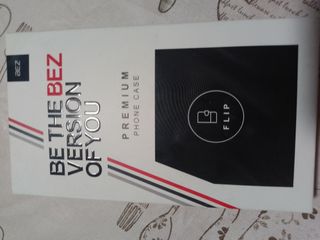 BEZ
BE THE BEZ
VERSION
OF YOU
PREMIUM
PHONE CASE
FLIP